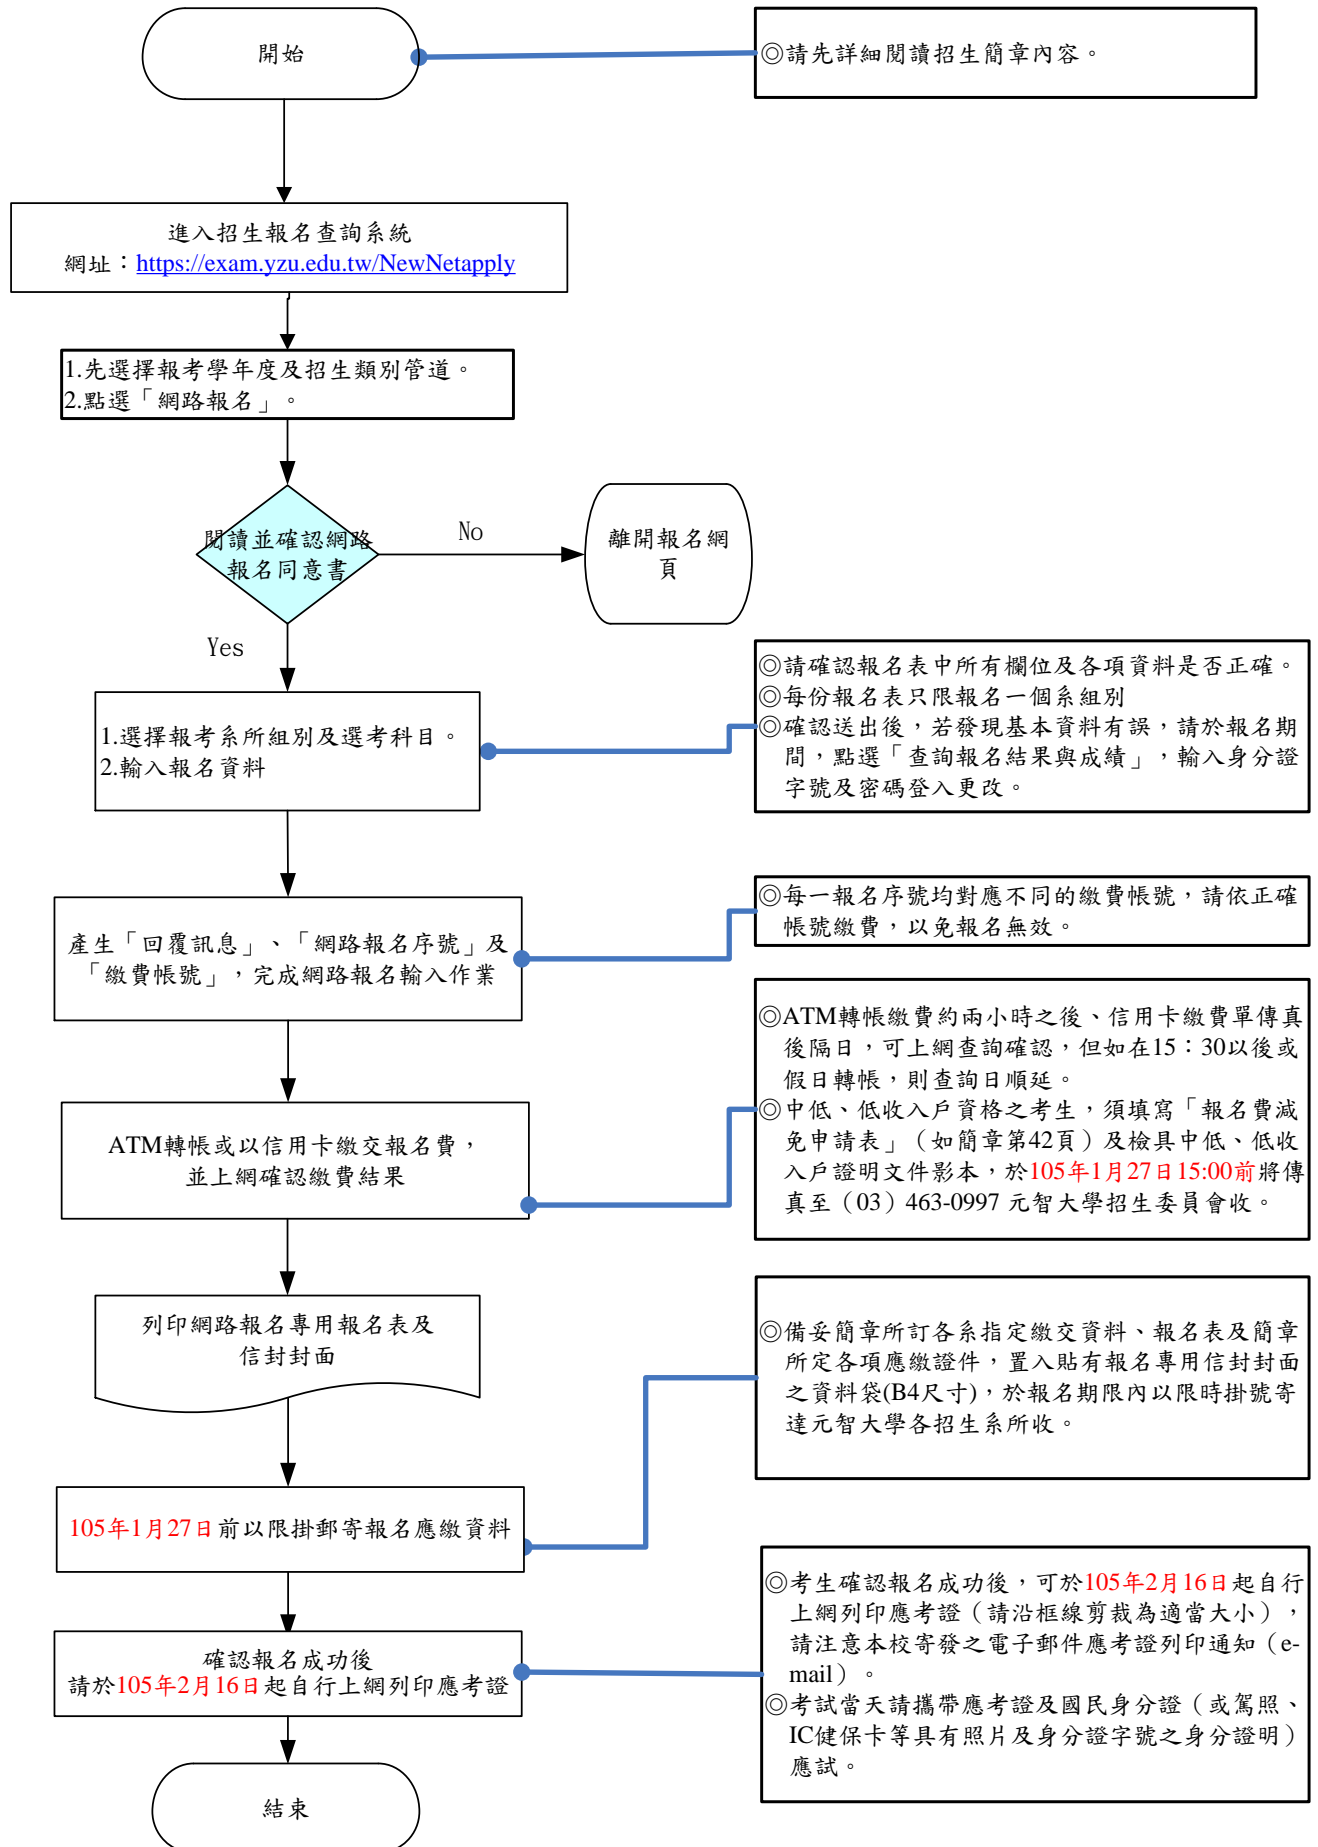 開始
◎請先詳細閱讀招生簡章內容。
進入招生報名查詢系統
網址：https://exam.yzu.edu.tw/NewNetapply
1.先選擇報考學年度及招生類別管道。
2.點選「網路報名」。
閱讀並確認網路
報名同意書
No
離開報名網
頁
Yes
1.選擇報考系所組別及選考科目。
2.輸入報名資料
◎請確認報名表中所有欄位及各項資料是否正確。
◎每份報名表只限報名一個系組別
◎確認送出後，若發現基本資料有誤，請於報名期
間，點選「查詢報名結果與成績」，輸入身分證
字號及密碼登入更改。
產生「回覆訊息」、「網路報名序號」及
「繳費帳號」，完成網路報名輸入作業
◎每一報名序號均對應不同的繳費帳號，請依正確
帳號繳費，以免報名無效。
ATM轉帳或以信用卡繳交報名費，
並上網確認繳費結果
◎ATM轉帳繳費約兩小時之後、信用卡繳費單傳真
後隔日，可上網查詢確認，但如在15：30以後或
假日轉帳，則查詢日順延。
◎中低、低收入戶資格之考生，須填寫「報名費減
免申請表」（如簡章第42頁）及檢具中低、低收
入戶證明文件影本，於105年1月27日15:00前將傳
真至（03）463-0997 元智大學招生委員會收。
列印網路報名專用報名表及
信封封面
◎備妥簡章所訂各系指定繳交資料、報名表及簡章
所定各項應繳證件，置入貼有報名專用信封封面
之資料袋(B4尺寸)，於報名期限內以限時掛號寄
達元智大學各招生系所收。
105年1月27日前以限掛郵寄報名應繳資料
確認報名成功後
請於105年2月16日起自行上網列印應考證
◎考生確認報名成功後，可於105年2月16日起自行
上網列印應考證（請沿框線剪裁為適當大小），
請注意本校寄發之電子郵件應考證列印通知（e-
mail）。
◎考試當天請攜帶應考證及國民身分證（或駕照、
IC健保卡等具有照片及身分證字號之身分證明）
應試。
結束